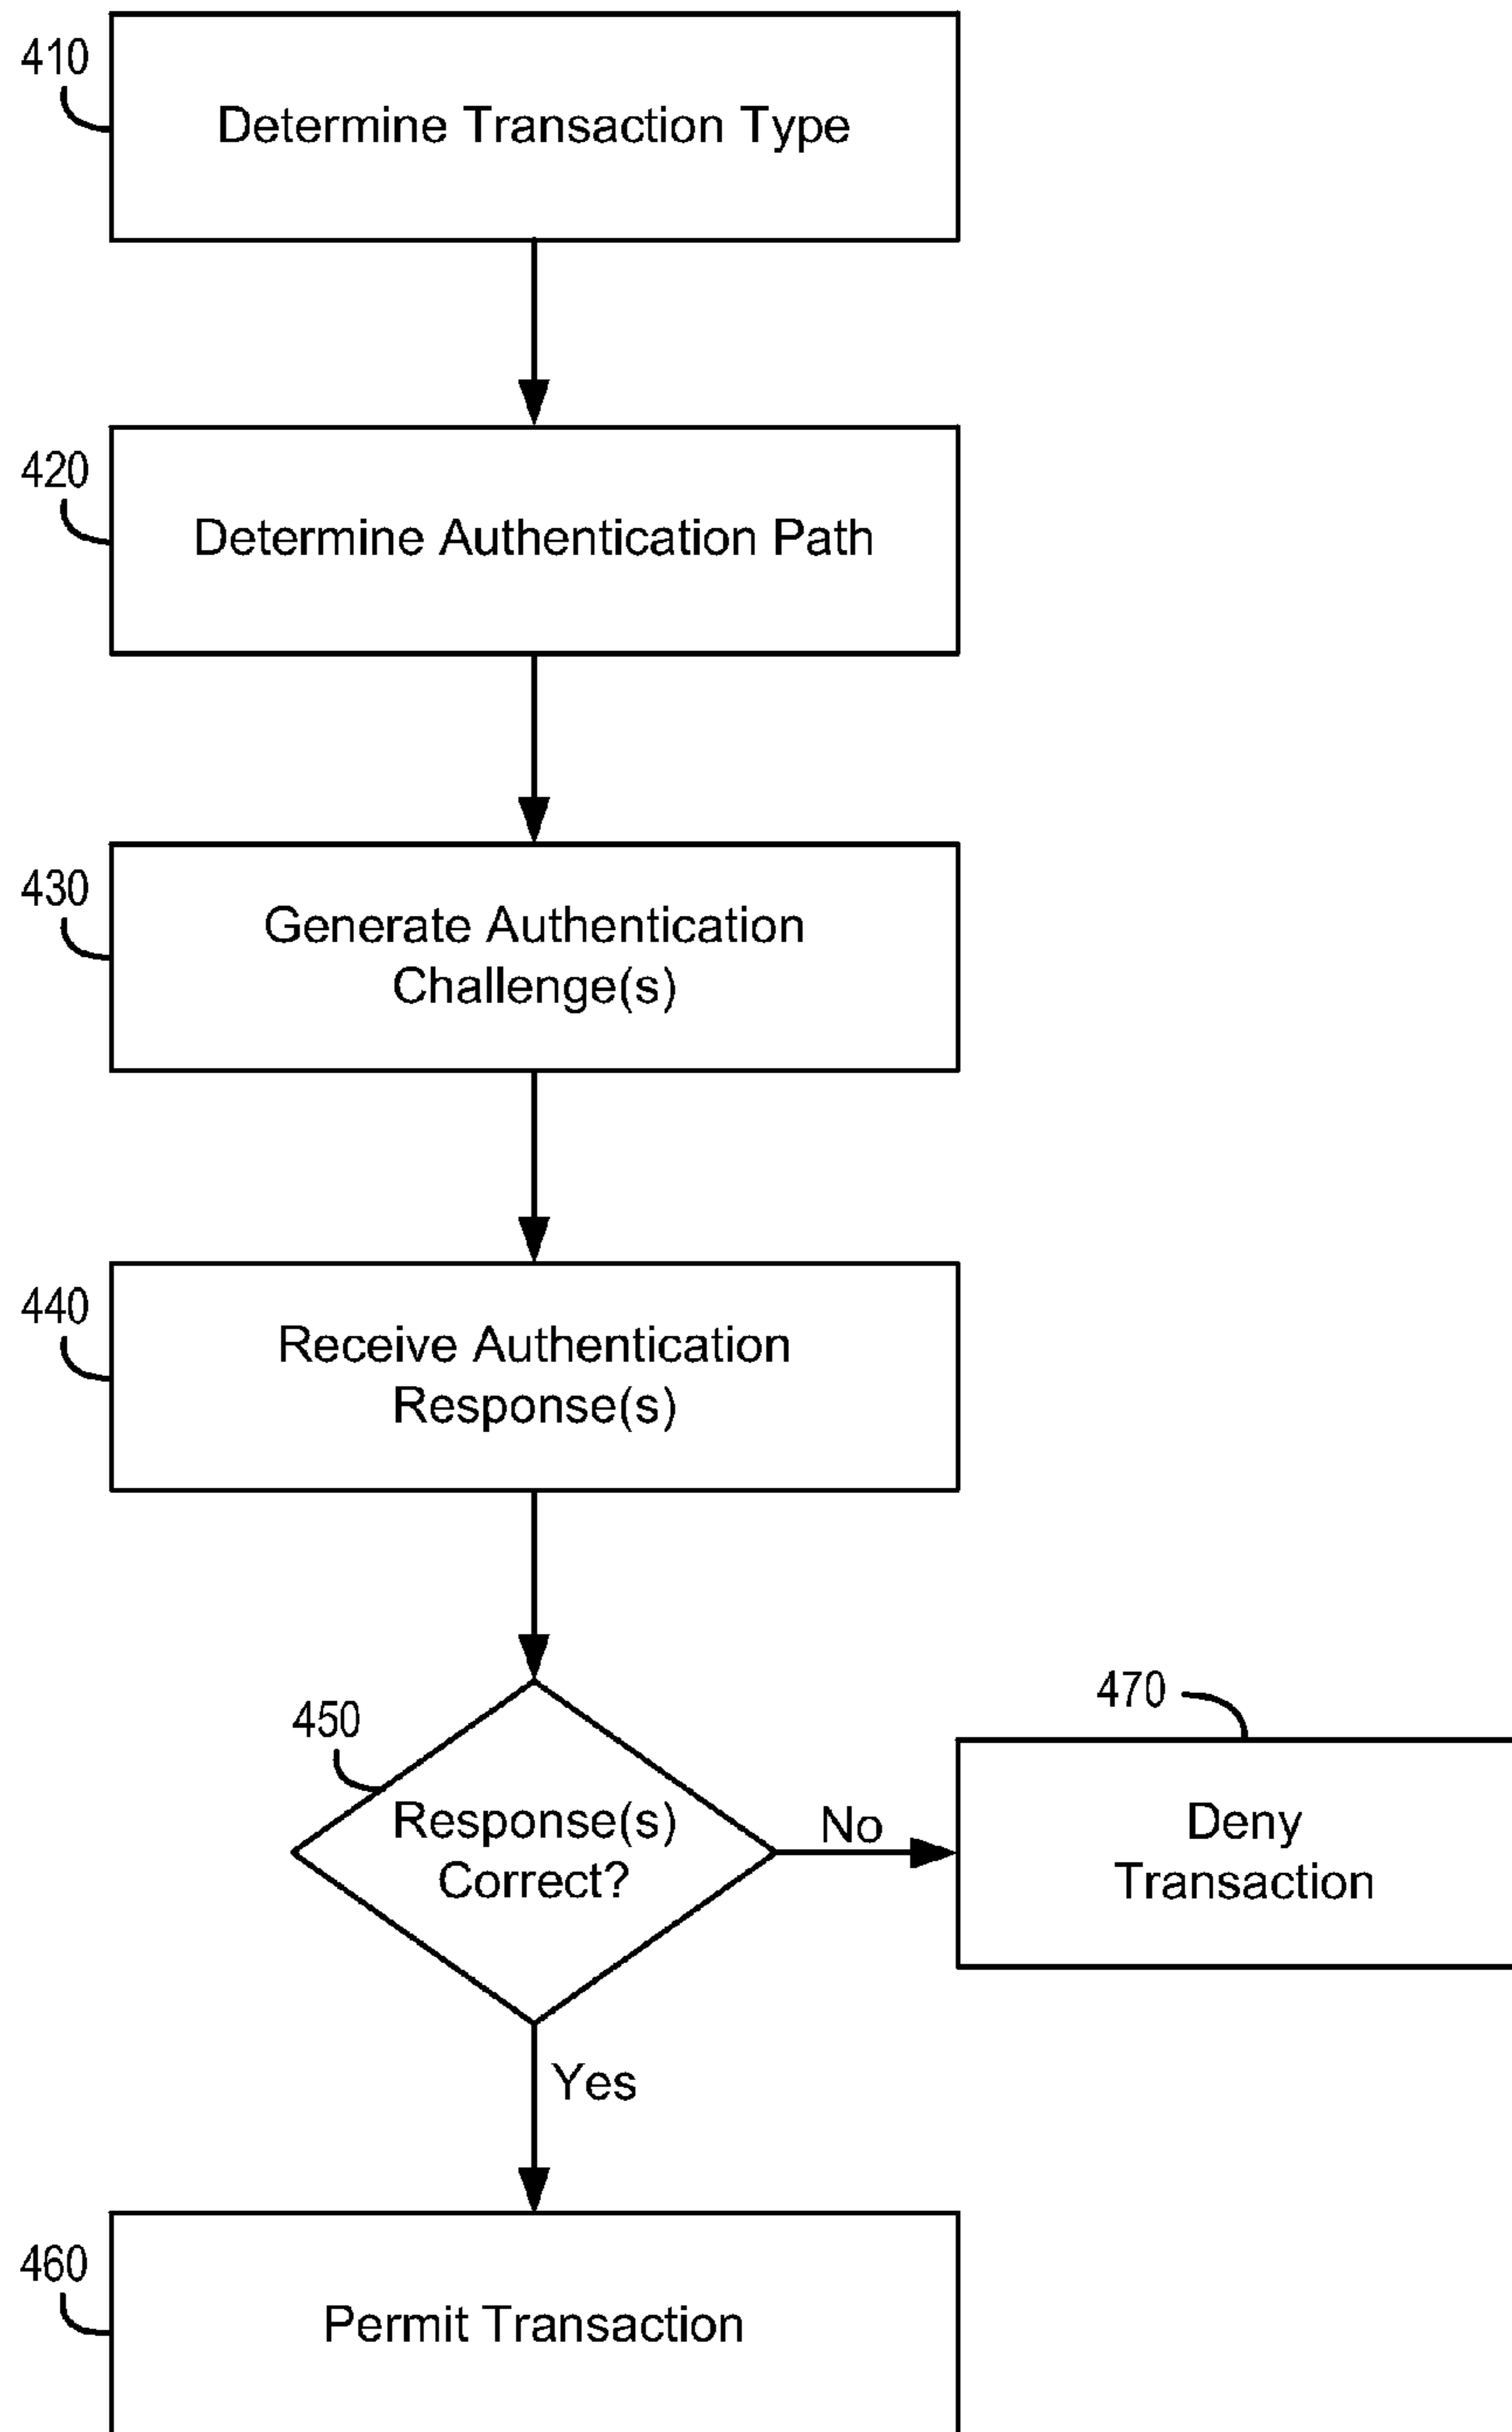 410
Determine Transaction Type
420
Determine Authentication Path
430
Generate Authentication
Challenge(s)
440
Receive Authentication
Response(s)
450
Response(s)
Correct?
No
470
Deny
Transaction
Yes
460
Permit Transaction